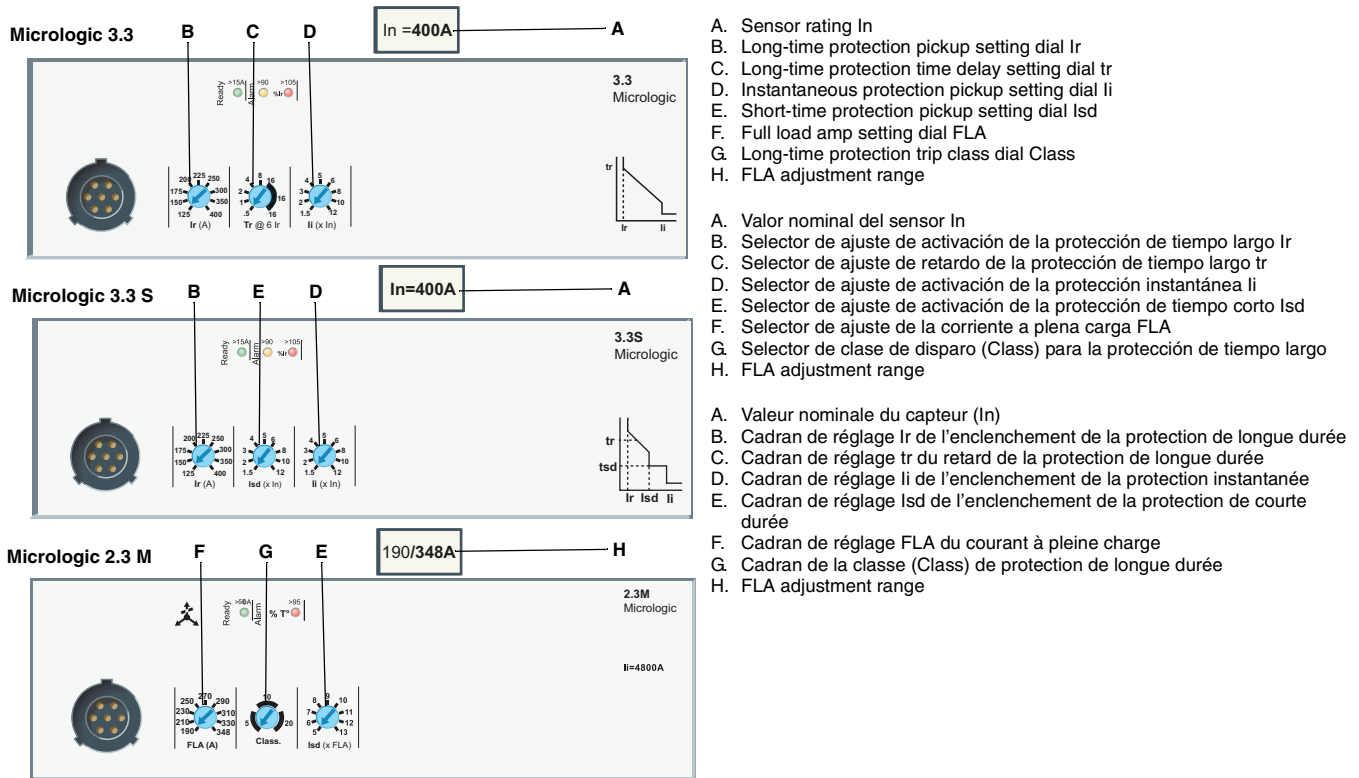 Micrologic 3.3
B
C
D
In =400A
A
Ready
>15A
Alarm
>90
>105
%Ir
3.3
Micrologic
125
150
175
200
225
250
300
350
400
Ir (A)
.5
1
2
4
8
16
16
16
Tr @ 6 Ir
1.5
2
3
4
5
6
8
10
12
Ii (x In)
tr
Ir
Ii
Micrologic 3.3 S
B
E
D
In=400A
A
Ready
>15A
Alarm
>90
>105
%Ir
3.3S
Micrologic
125
150
175
200
225
250
300
350
400
Ir (A)
1.5
2
3
4
5
6
8
10
12
Isd (x In)
1.5
2
3
4
5
6
8
10
12
Ii (x In)
tr
tsd
Ir
Isd
Ii
Micrologic 2.3 M
F
G
E
190/348A
H
Ready
>50A
Alarm
% T°
>95
2.3M
Micrologic
Ii=4800A
190
210
230
250
270
290
310
330
348
FLA (A)
5
10
20
Class.
5
6
7
8
9
10
11
12
13
Isd (x FLA)
A. Sensor rating In
B. Long-time protection pickup setting dial Ir
C. Long-time protection time delay setting dial tr
D. Instantaneous protection pickup setting dial Ii
E. Short-time protection pickup setting dial Isd
F. Full load amp setting dial FLA
G. Long-time protection trip class dial Class
H. FLA adjustment range
A. Valor nominal del sensor In
B. Selector de ajuste de activación de la protección de tiempo largo Ir
C. Selector de ajuste de retardo de la protección de tiempo largo tr
D. Selector de ajuste de activación de la protección instantánea Ii
E. Selector de ajuste de activación de la protección de tiempo corto Isd
F. Selector de ajuste de la corriente a plena carga FLA
G. Selector de clase de disparo (Class) para la protección de tiempo largo
H. FLA adjustment range
A. Valeur nominale du capteur (In)
B. Cadran de réglage Ir de l'enclenchement de la protection de longue durée
C. Cadran de réglage tr du retard de la protection de longue durée
D. Cadran de réglage Ii de l'enclenchement de la protection instantanée
E. Cadran de réglage Isd de l'enclenchement de la protection de courte
durée
F. Cadran de réglage FLA du courant à pleine charge
G. Cadran de la classe (Class) de protection de longue durée
H. FLA adjustment range